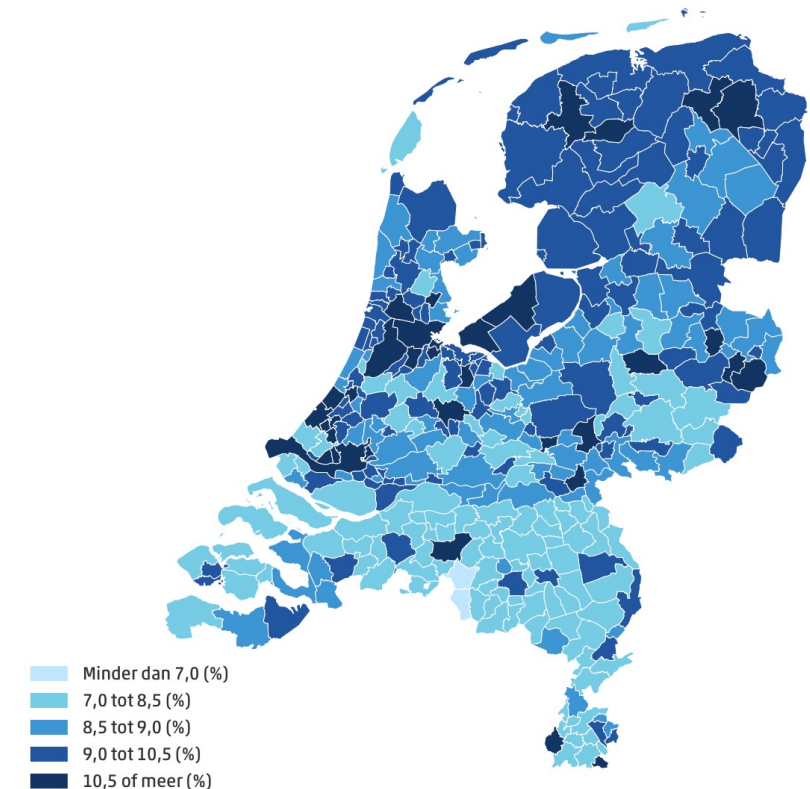 Minder dan 7,0 (%)
7,0 tot 8,5 (%)
8,5 tot 9,0 (%)
9,0 tot 10,5 (%)
10,5 of meer (%)